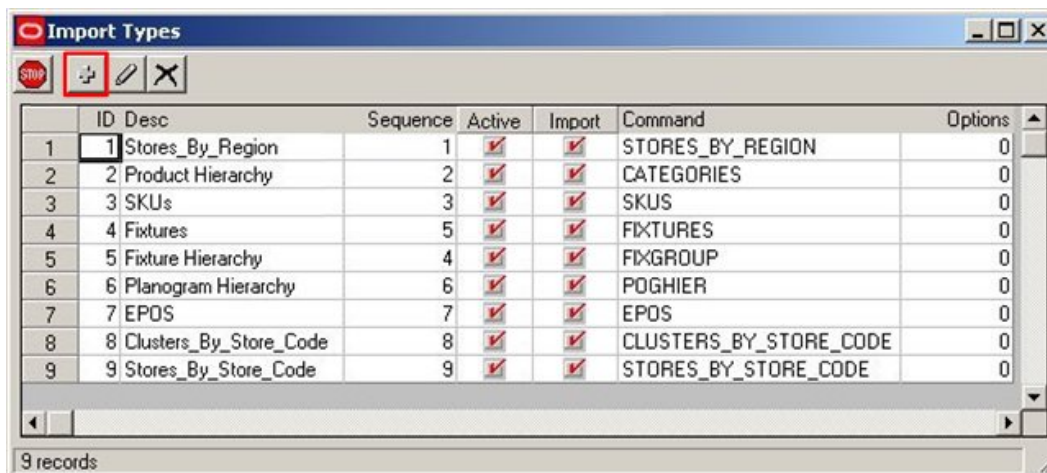 Import Types
STOP
ID Desc Sequence Active Import Command Options
1 1 Stores_By_Region 1 STORES_BY_REGION 0
2 2 Product Hierarchy 2 CATEGORIES 0
3 3 SKUs 3 SKUS 0
4 4 Fixtures 5 FIXTURES 0
5 5 Fixture Hierarchy 4 FIXGROUP 0
6 6 Planogram Hierarchy 6 POGHIER 0
7 7 EPOS 7 EPOS 0
8 8 Clusters_By_Store_Code 8 CLUSTERS_BY_STORE_CODE 0
9 9 Stores_By_Store_Code 9 STORES_BY_STORE_CODE 0
9 records